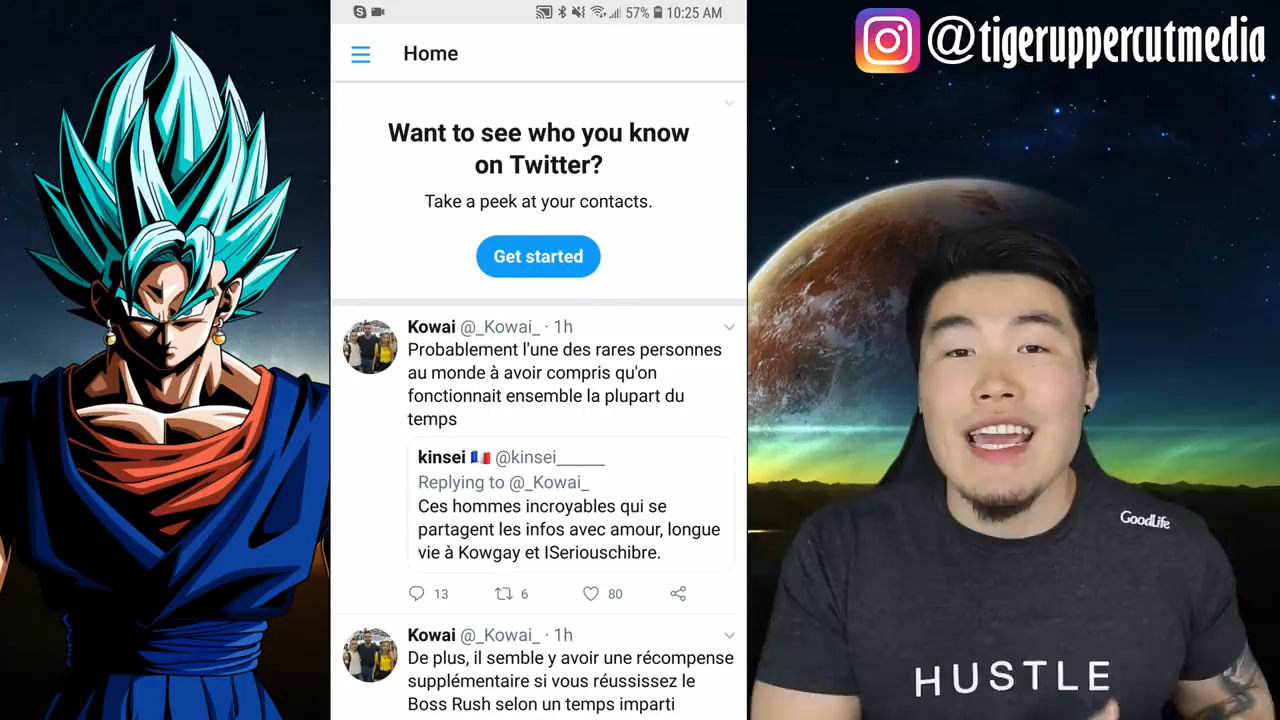 57% 10:25 AM
@tigeruppercutmedia
Home
Want to see who you know
on Twitter?
Take a peek at your contacts.
Get started
Kowai @_Kowai_ · 1h
Probablement l'une des rares personnes
au monde à avoir compris qu'on
fonctionnait ensemble la plupart du
temps
kinsei 🇫🇷 @kinsei______
Replying to @_Kowai_
Ces hommes incroyables qui se
partagent les infos avec amour, longue
vie à Kowgay et ISeriouschibre.
13 6 80
Kowai @_Kowai_ · 1h
De plus, il semble y avoir une récompense
supplémentaire si vous réussissez le
Boss Rush selon un temps imparti
GoodLife
HUSTLE